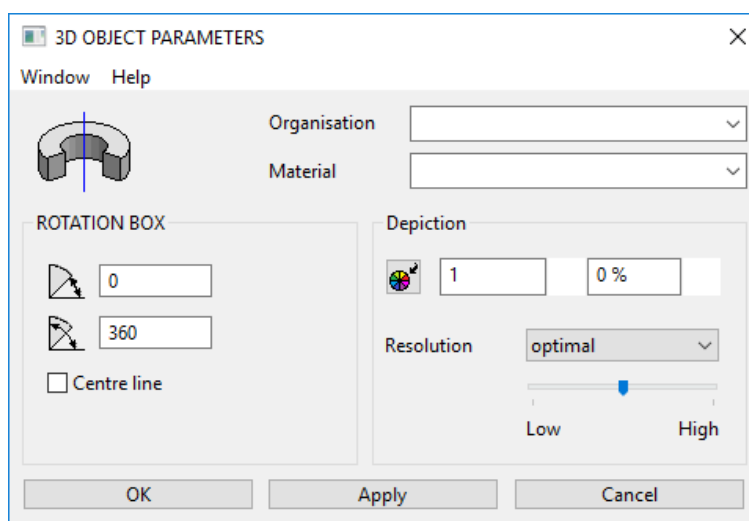 3D OBJECT PARAMETERS
Window Help
Organisation
Material
ROTATION BOX
0
360
Centre line
Depiction
1 0 %
Resolution optimal
Low High
OK Apply Cancel